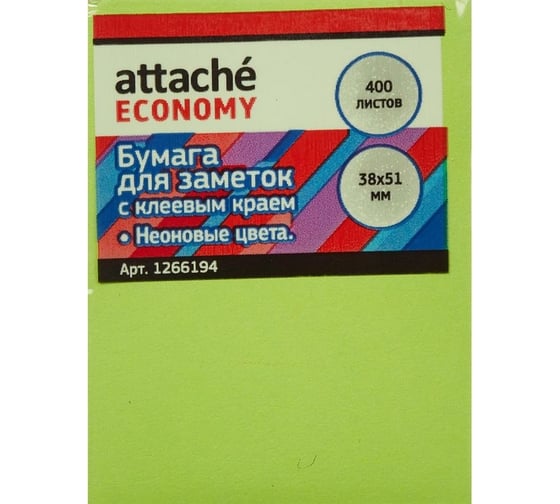 attaché
ECONOMY
400
ЛИСТОВ
Бумага
для заметок
с клеевым краем
• Неоновые цвета.
38x51
мм
Арт. 1266194